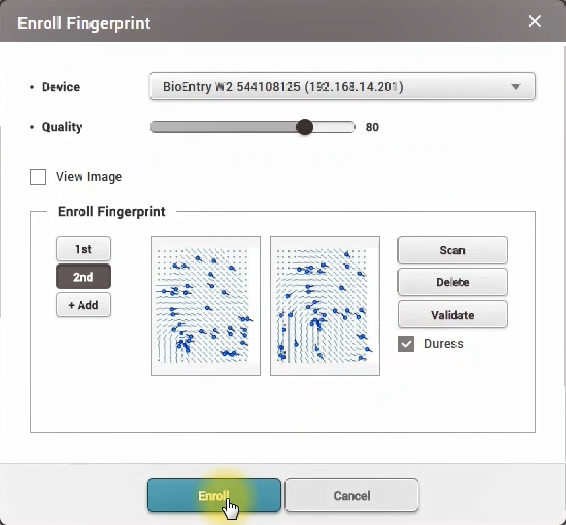 Enroll Fingerprint
Device
BioEntry W2 544108125 (192.168.14.201)
Quality
80
View Image
Enroll Fingerprint
1st
2nd
+ Add
Scan
Delete
Validate
Duress
Enroll
Cancel